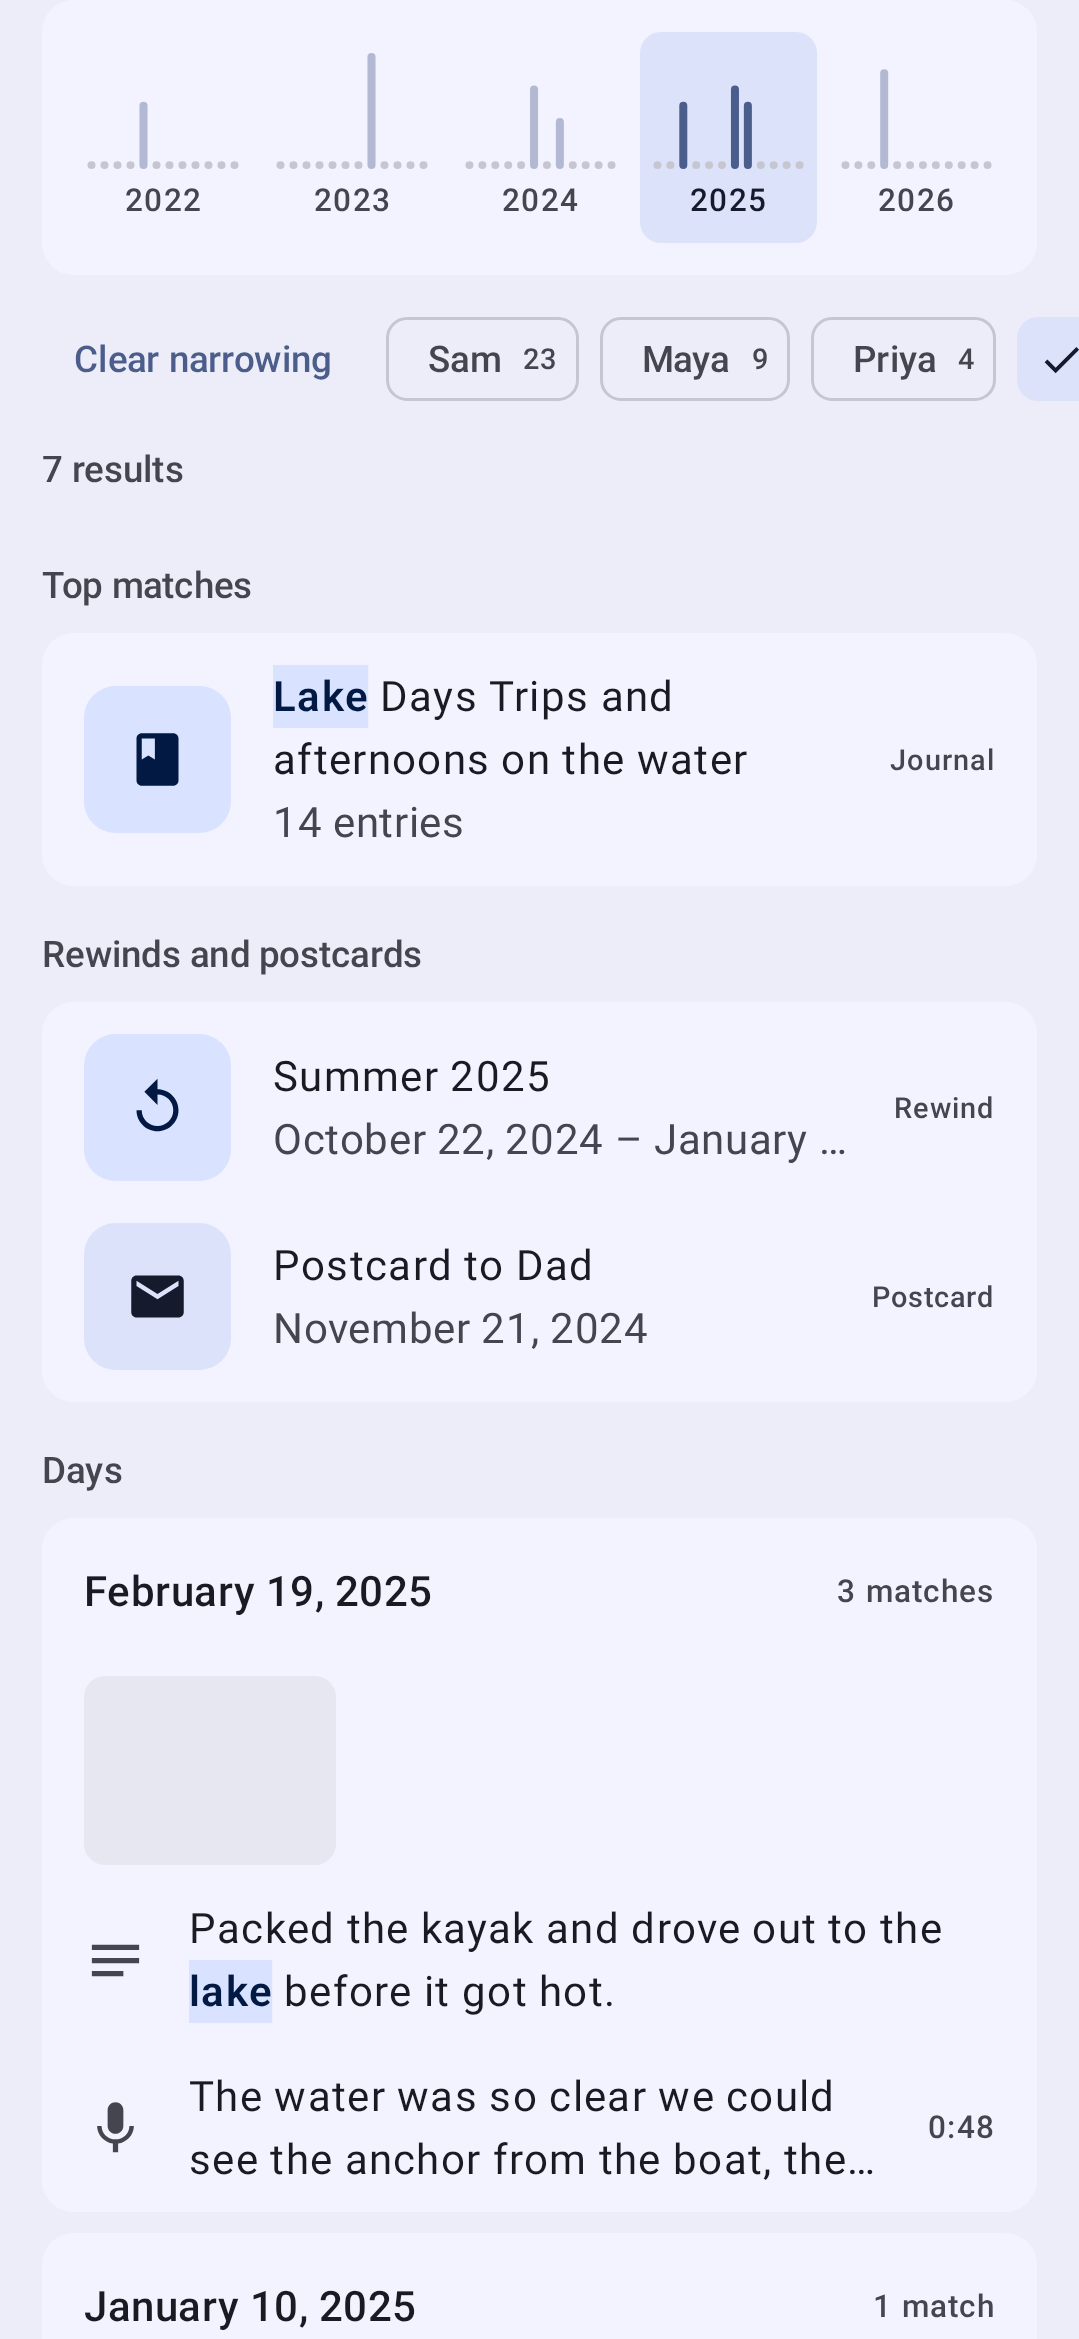 2022 2023 2024 2025 2026
Clear narrowing Sam 23 Maya 9 Priya 4
7 results
Top matches
Lake Days Trips and
afternoons on the water
14 entries
Journal
Rewinds and postcards
Summer 2025
October 22, 2024 – January …
Rewind
Postcard to Dad
November 21, 2024
Postcard
Days
February 19, 2025 3 matches
Packed the kayak and drove out to the
lake before it got hot.
The water was so clear we could
see the anchor from the boat, the…
0:48
January 10, 2025 1 match